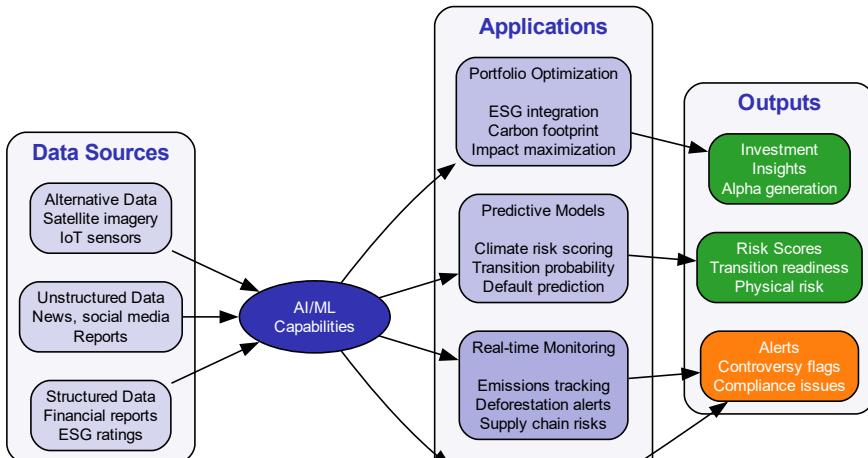 Data Sources
Alternative Data
Satellite imagery
IoT sensors
Unstructured Data
News, social media
Reports
Structured Data
Financial reports
ESG ratings
AI/ML
Capabilities
Applications
Portfolio Optimization
ESG integration
Carbon footprint
Impact maximization
Predictive Models
Climate risk scoring
Transition probability
Default prediction
Real-time Monitoring
Emissions tracking
Deforestation alerts
Supply chain risks
Outputs
Investment
Insights
Alpha generation
Risk Scores
Transition readiness
Physical risk
Alerts
Controversy flags
Compliance issues